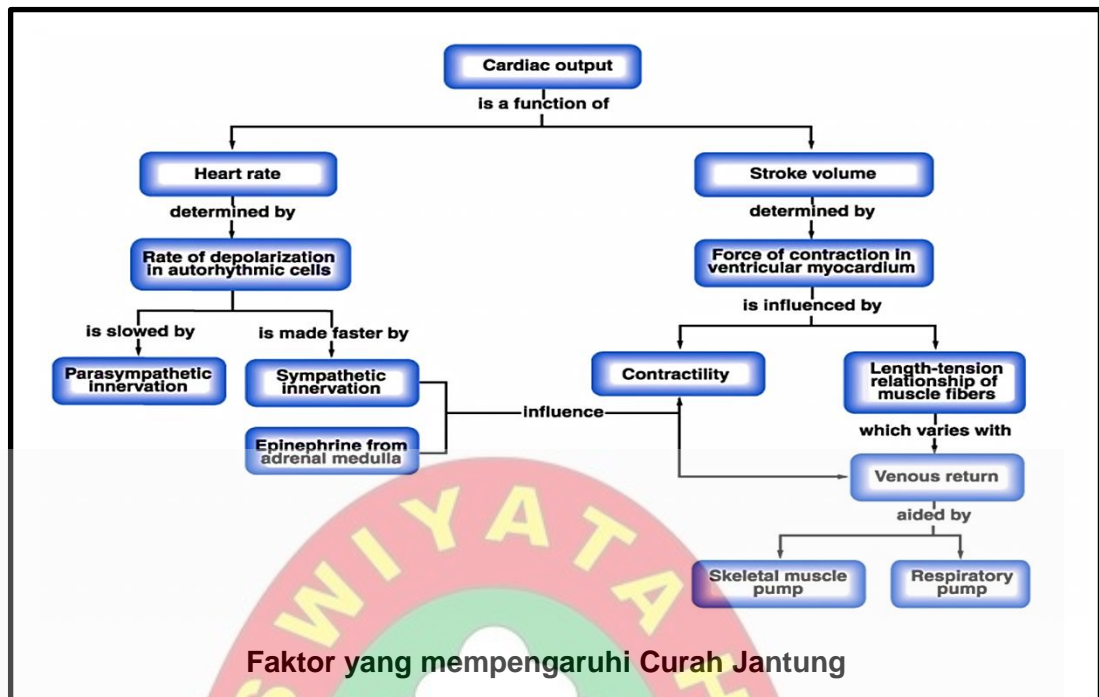 Cardiac output
is a function of
Heart rate
Stroke volume
determined by
determined by
Rate of depolarization
in autorhythmic cells
Force of contraction in
ventricular myocardium
is influenced by
is slowed by
is made faster by
Parasympathetic
innervation
Sympathetic
innervation
Contractility
Length-tension
relationship of
muscle fibers
influence
which varies with
Epinephrine from
adrenal medulla
Venous return
aided by
Skeletal muscle
pump
Respiratory
pump
SWIYATA H
Faktor yang mempengaruhi Curah Jantung